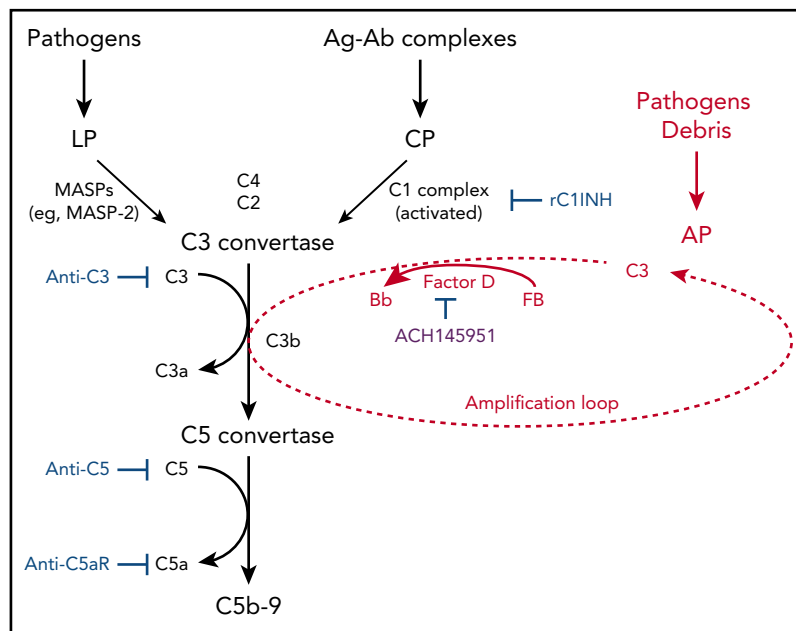 Pathogens
Ag-Ab complexes
Pathogens
Debris
LP
CP
MASPs
(eg, MASP-2)
C4
C2
C1 complex
(activated)
rC1INH
AP
C3 convertase
Anti-C3
C3
C3
Factor D
Bb
FB
ACH145951
C3b
C3a
Amplification loop
C5 convertase
Anti-C5
C5
Anti-C5aR
C5a
C5b-9